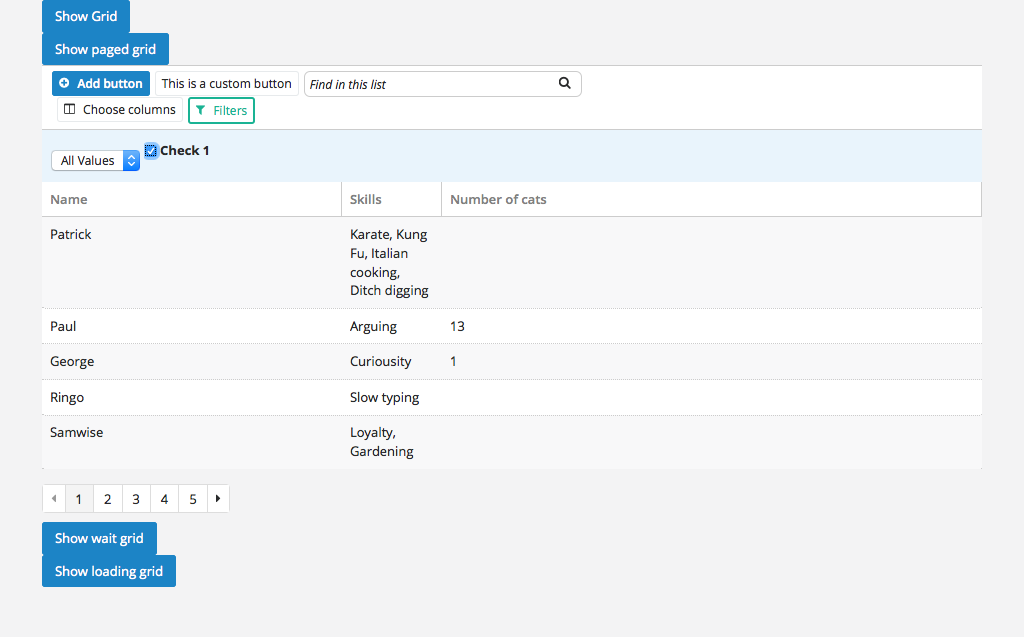 Show Grid
Show paged grid
Add button This is a custom button Find in this list
Choose columns Filters
All Values Check 1
Name Skills Number of cats
Patrick Karate, Kung
Fu, Italian
cooking,
Ditch digging
Paul Arguing 13
George Curiousity 1
Ringo Slow typing
Samwise Loyalty,
Gardening
1 2 3 4 5
Show wait grid
Show loading grid